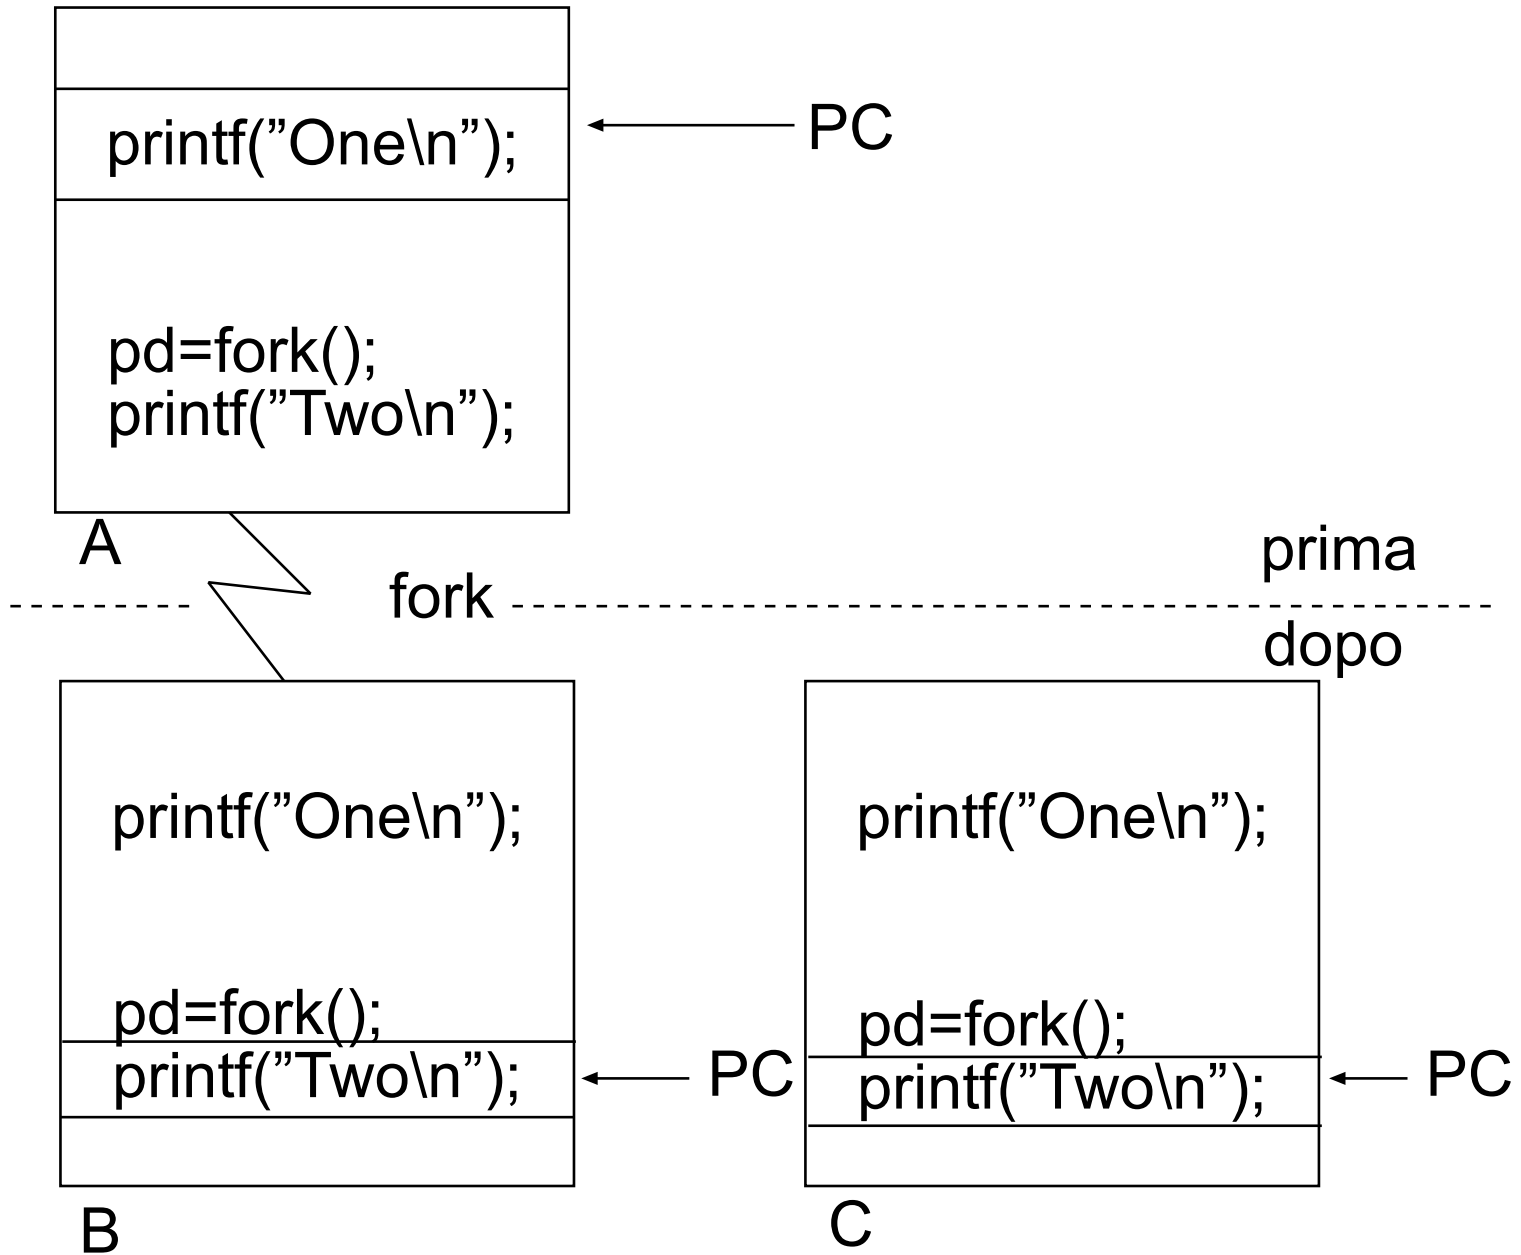 printf(”One\n”);
PC
pd=fork();
printf(”Two\n”);
A
prima
fork
dopo
printf(”One\n”);
pd=fork();
printf(”Two\n”);
PC
B
printf(”One\n”);
pd=fork();
printf(”Two\n”);
PC
C